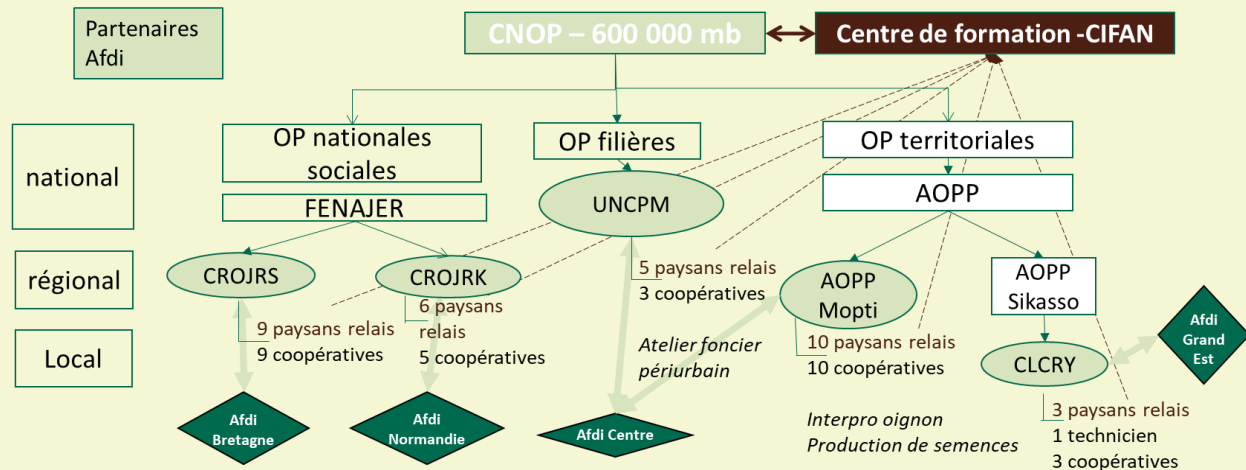 Partenaires
Afdi
CNOP – 600 000 mb
Centre de formation -CIFAN
national
OP nationales
sociales
OP filières
OP territoriales
FENAJER
UNCPM
AOPP
régional
CROJRS
CROJRK
5 paysans relais
3 coopératives
AOPP
Mopti
AOPP
Sikasso
Local
9 paysans relais
9 coopératives
6 paysans
relais
5 coopératives
Atelier foncier
périurbain
10 paysans relais
10 coopératives
CLCRY
Afdi
Grand
Est
Afdi
Bretagne
Afdi
Normandie
Afdi Centre
Interpro oignon
Production de semences
3 paysans relais
1 technicien
3 coopératives